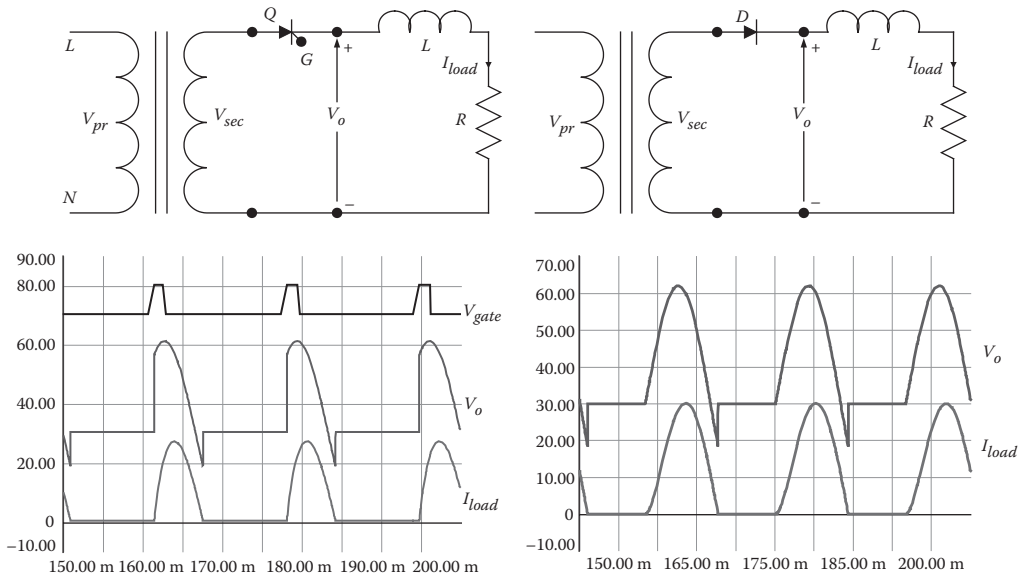 Q
G
+
L
I_load
L
V_pr
V_sec
V_o
R
N
−
D
+
L
I_load
V_pr
V_sec
V_o
R
−
90.00
80.00
60.00
40.00
20.00
0
−10.00
V_gate
V_o
I_load
150.00 m 160.00 m 170.00 m 180.00 m 190.00 m 200.00 m
70.00
60.00
50.00
40.00
30.00
20.00
10.00
0
−10.00
V_o
I_load
150.00 m 165.00 m 175.00 m 185.00 m 200.00 m